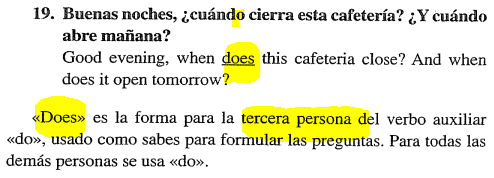 19. Buenas noches, ¿cuándo cierra esta cafetería? ¿Y cuándo
abre mañana?
Good evening, when does this cafeteria close? And when
does it open tomorrow?
«Does» es la forma para la tercera persona del verbo auxiliar
«do», usado como sabes para formular las preguntas. Para todas las
demás personas se usa «do».